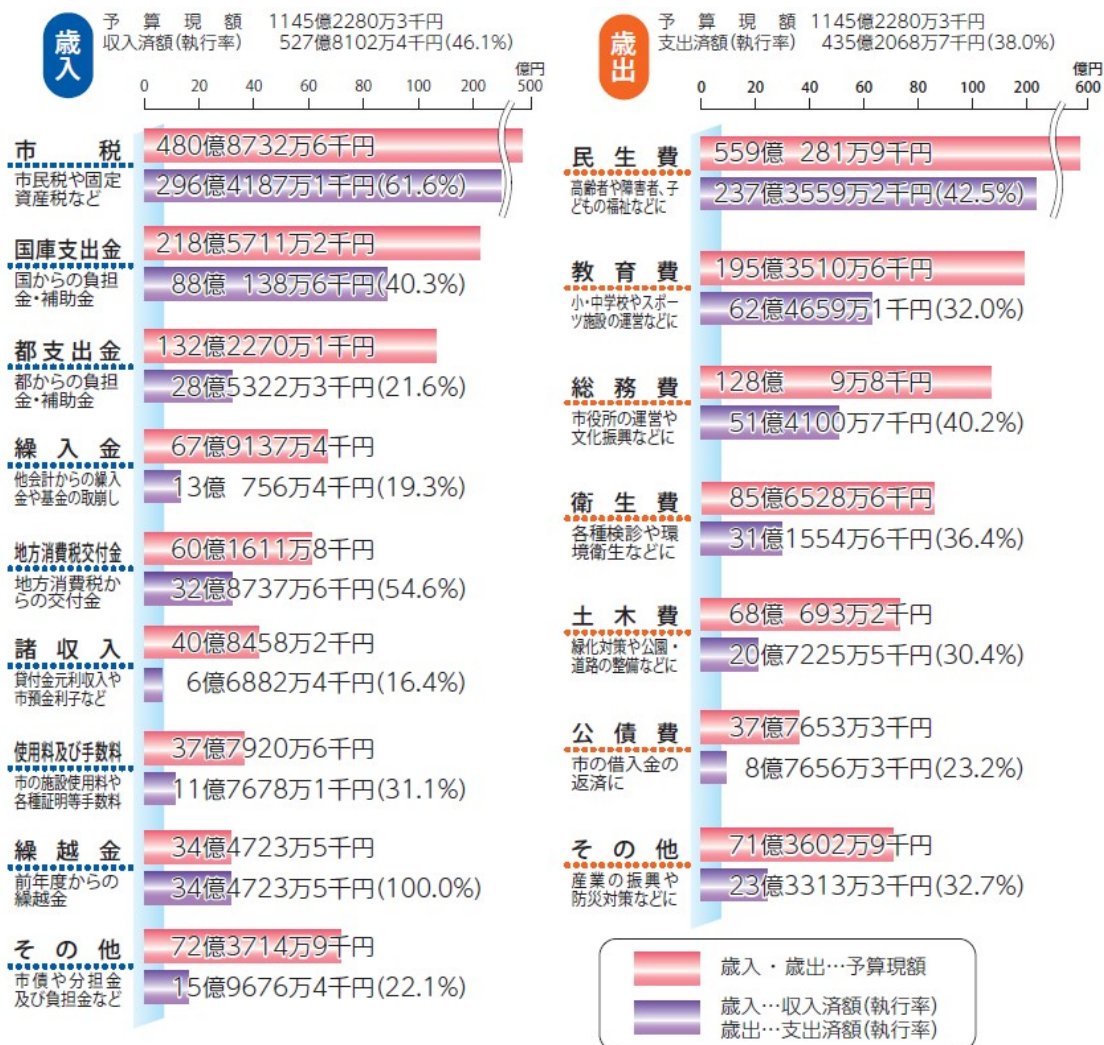 歳入
予算現額 1145億2280万3千円
収入済額(執行率) 527億8102万4千円(46.1%)
億円
0 20 40 60 80 100 200 500
市税
市民税や固定
資産税など
480億8732万6千円
296億4187万1千円(61.6%)
国庫支出金
国からの負担
金・補助金
218億5711万2千円
88億 138万6千円(40.3%)
都支出金
都からの負担
金・補助金
132億2270万1千円
28億5322万3千円(21.6%)
繰入金
他会計からの繰入
金や基金の取崩し
67億9137万4千円
13億 756万4千円(19.3%)
地方消費税交付金
地方消費税か
らの交付金
60億1611万8千円
32億8737万6千円(54.6%)
諸収入
貸付金元利収入や
市預金利子など
40億8458万2千円
6億6882万4千円(16.4%)
使用料及び手数料
市の施設使用料や
各種証明等手数料
37億7920万6千円
11億7678万1千円(31.1%)
繰越金
前年度からの
繰越金
34億4723万5千円
34億4723万5千円(100.0%)
その他
市債や分担金
及び負担金など
72億3714万9千円
15億9676万4千円(22.1%)
歳出
予算現額 1145億2280万3千円
支出済額(執行率) 435億2068万7千円(38.0%)
億円
0 20 40 60 80 100 200 600
民生費
高齢者や障害者、子
どもの福祉などに
559億 281万9千円
237億3559万2千円(42.5%)
教育費
小・中学校やスポー
ツ施設の運営などに
195億3510万6千円
62億4659万1千円(32.0%)
総務費
市役所の運営や
文化振興などに
128億 9万8千円
51億4100万7千円(40.2%)
衛生費
各種検診や環
境衛生などに
85億6528万6千円
31億1554万6千円(36.4%)
土木費
緑化対策や公園・
道路の整備などに
68億 693万2千円
20億7225万5千円(30.4%)
公債費
市の借入金の
返済に
37億7653万3千円
8億7656万3千円(23.2%)
その他
産業の振興や
防災対策などに
71億3602万9千円
23億3313万3千円(32.7%)
歳入・歳出…予算現額
歳入…収入済額(執行率)
歳出…支出済額(執行率)